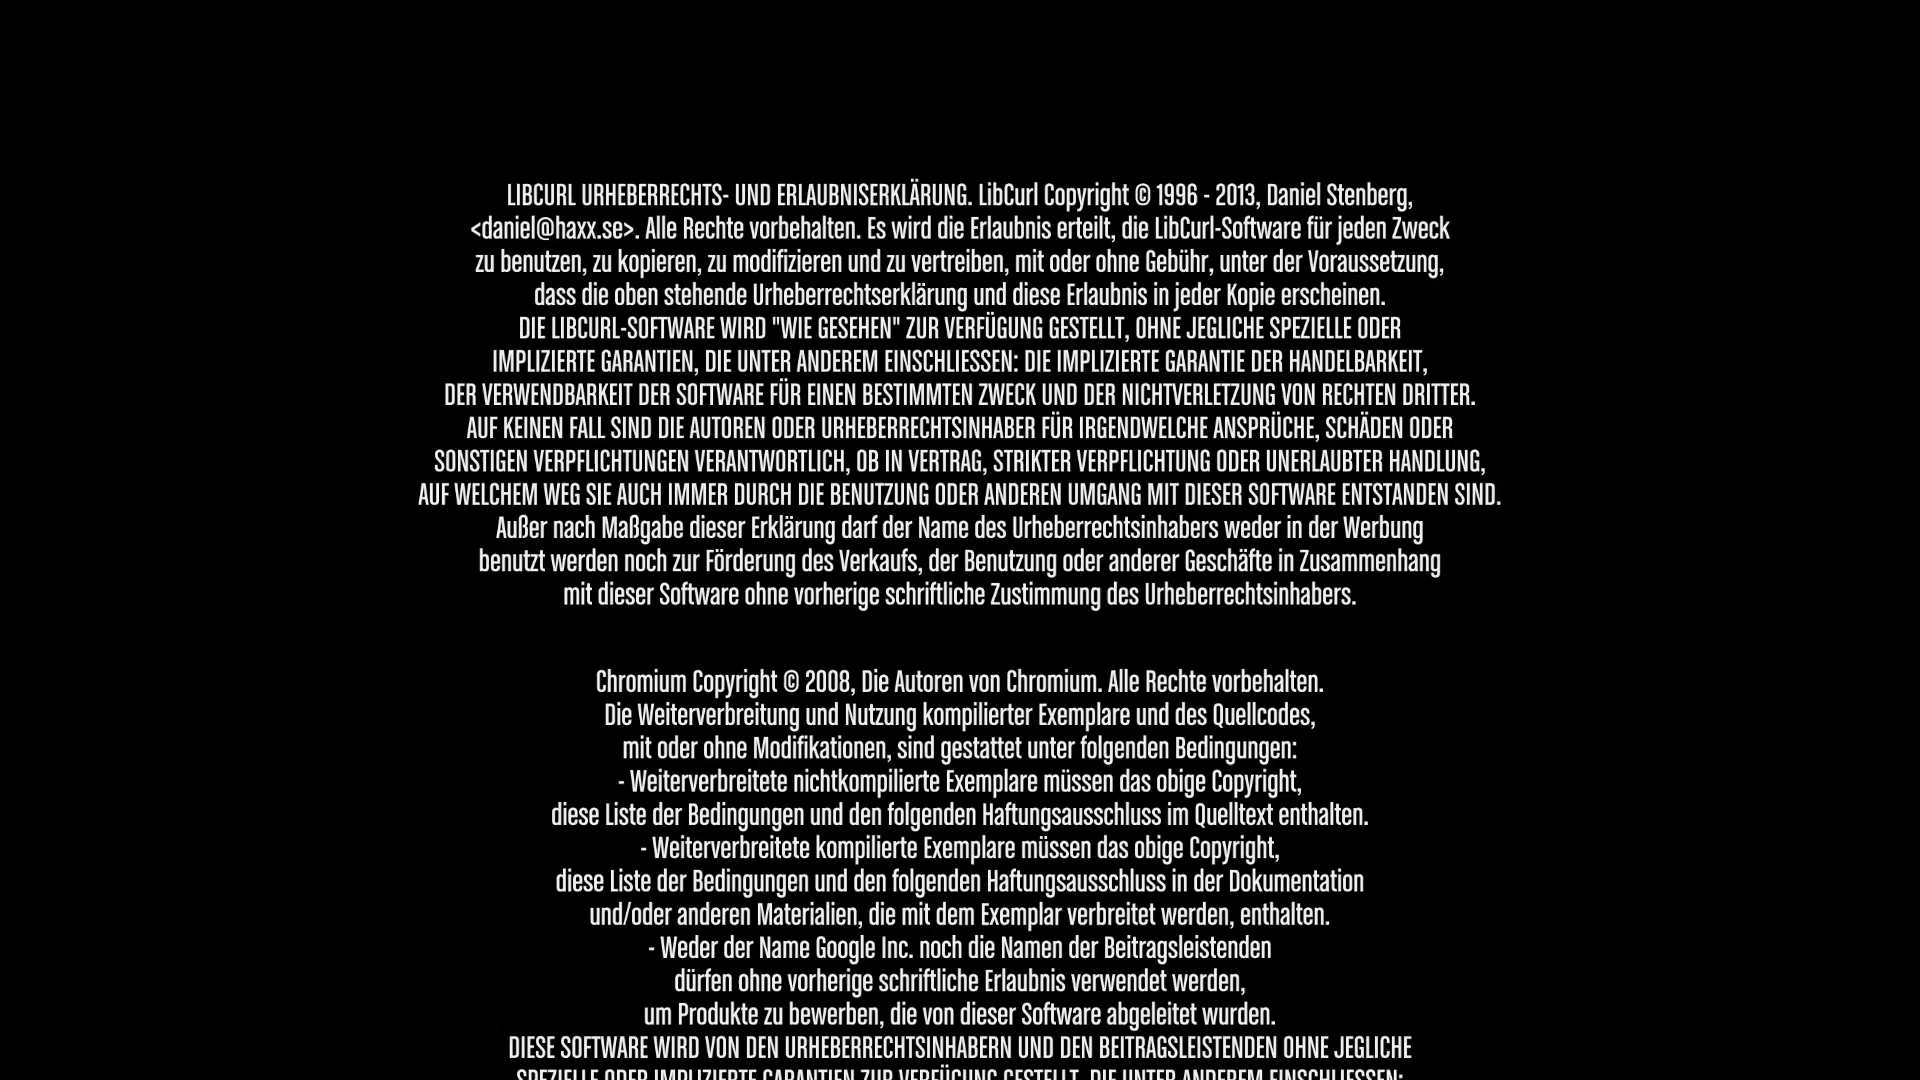 LIBCURL URHEBERRECHTS- UND ERLAUBNISERKLÄRUNG. LibCurl Copyright © 1996 - 2013, Daniel Stenberg,
<daniel@haxx.se>. Alle Rechte vorbehalten. Es wird die Erlaubnis erteilt, die LibCurl-Software für jeden Zweck
zu benutzen, zu kopieren, zu modifizieren und zu vertreiben, mit oder ohne Gebühr, unter der Voraussetzung,
dass die oben stehende Urheberrechtserklärung und diese Erlaubnis in jeder Kopie erscheinen.
DIE LIBCURL-SOFTWARE WIRD "WIE GESEHEN" ZUR VERFÜGUNG GESTELLT, OHNE JEGLICHE SPEZIELLE ODER
IMPLIZIERTE GARANTIEN, DIE UNTER ANDEREM EINSCHLIESSEN: DIE IMPLIZIERTE GARANTIE DER HANDELBARKEIT,
DER VERWENDBARKEIT DER SOFTWARE FÜR EINEN BESTIMMTEN ZWECK UND DER NICHTVERLETZUNG VON RECHTEN DRITTER.
AUF KEINEN FALL SIND DIE AUTOREN ODER URHEBERRECHTSINHABER FÜR IRGENDWELCHE ANSPRÜCHE, SCHÄDEN ODER
SONSTIGEN VERPFLICHTUNGEN VERANTWORTLICH, OB IN VERTRAG, STRIKTER VERPFLICHTUNG ODER UNERLAUBTER HANDLUNG,
AUF WELCHEM WEG SIE AUCH IMMER DURCH DIE BENUTZUNG ODER ANDEREN UMGANG MIT DIESER SOFTWARE ENTSTANDEN SIND.
Außer nach Maßgabe dieser Erklärung darf der Name des Urheberrechtsinhabers weder in der Werbung
benutzt werden noch zur Förderung des Verkaufs, der Benutzung oder anderer Geschäfte in Zusammenhang
mit dieser Software ohne vorherige schriftliche Zustimmung des Urheberrechtsinhabers.
Chromium Copyright © 2008, Die Autoren von Chromium. Alle Rechte vorbehalten.
Die Weiterverbreitung und Nutzung kompilierter Exemplare und des Quellcodes,
mit oder ohne Modifikationen, sind gestattet unter folgenden Bedingungen:
- Weiterverbreitete nichtkompilierte Exemplare müssen das obige Copyright,
diese Liste der Bedingungen und den folgenden Haftungsausschluss im Quelltext enthalten.
- Weiterverbreitete kompilierte Exemplare müssen das obige Copyright,
diese Liste der Bedingungen und den folgenden Haftungsausschluss in der Dokumentation
und/oder anderen Materialien, die mit dem Exemplar verbreitet werden, enthalten.
- Weder der Name Google Inc. noch die Namen der Beitragsleistenden
dürfen ohne vorherige schriftliche Erlaubnis verwendet werden,
um Produkte zu bewerben, die von dieser Software abgeleitet wurden.
DIESE SOFTWARE WIRD VON DEN URHEBERRECHTSINHABERN UND DEN BEITRAGSLEISTENDEN OHNE JEGLICHE
SPEZIELLE ODER IMPLIZIERTE GARANTIEN ZUR VERFÜGUNG GESTELLT, DIE UNTER ANDEREM EINSCHLIESSEN: